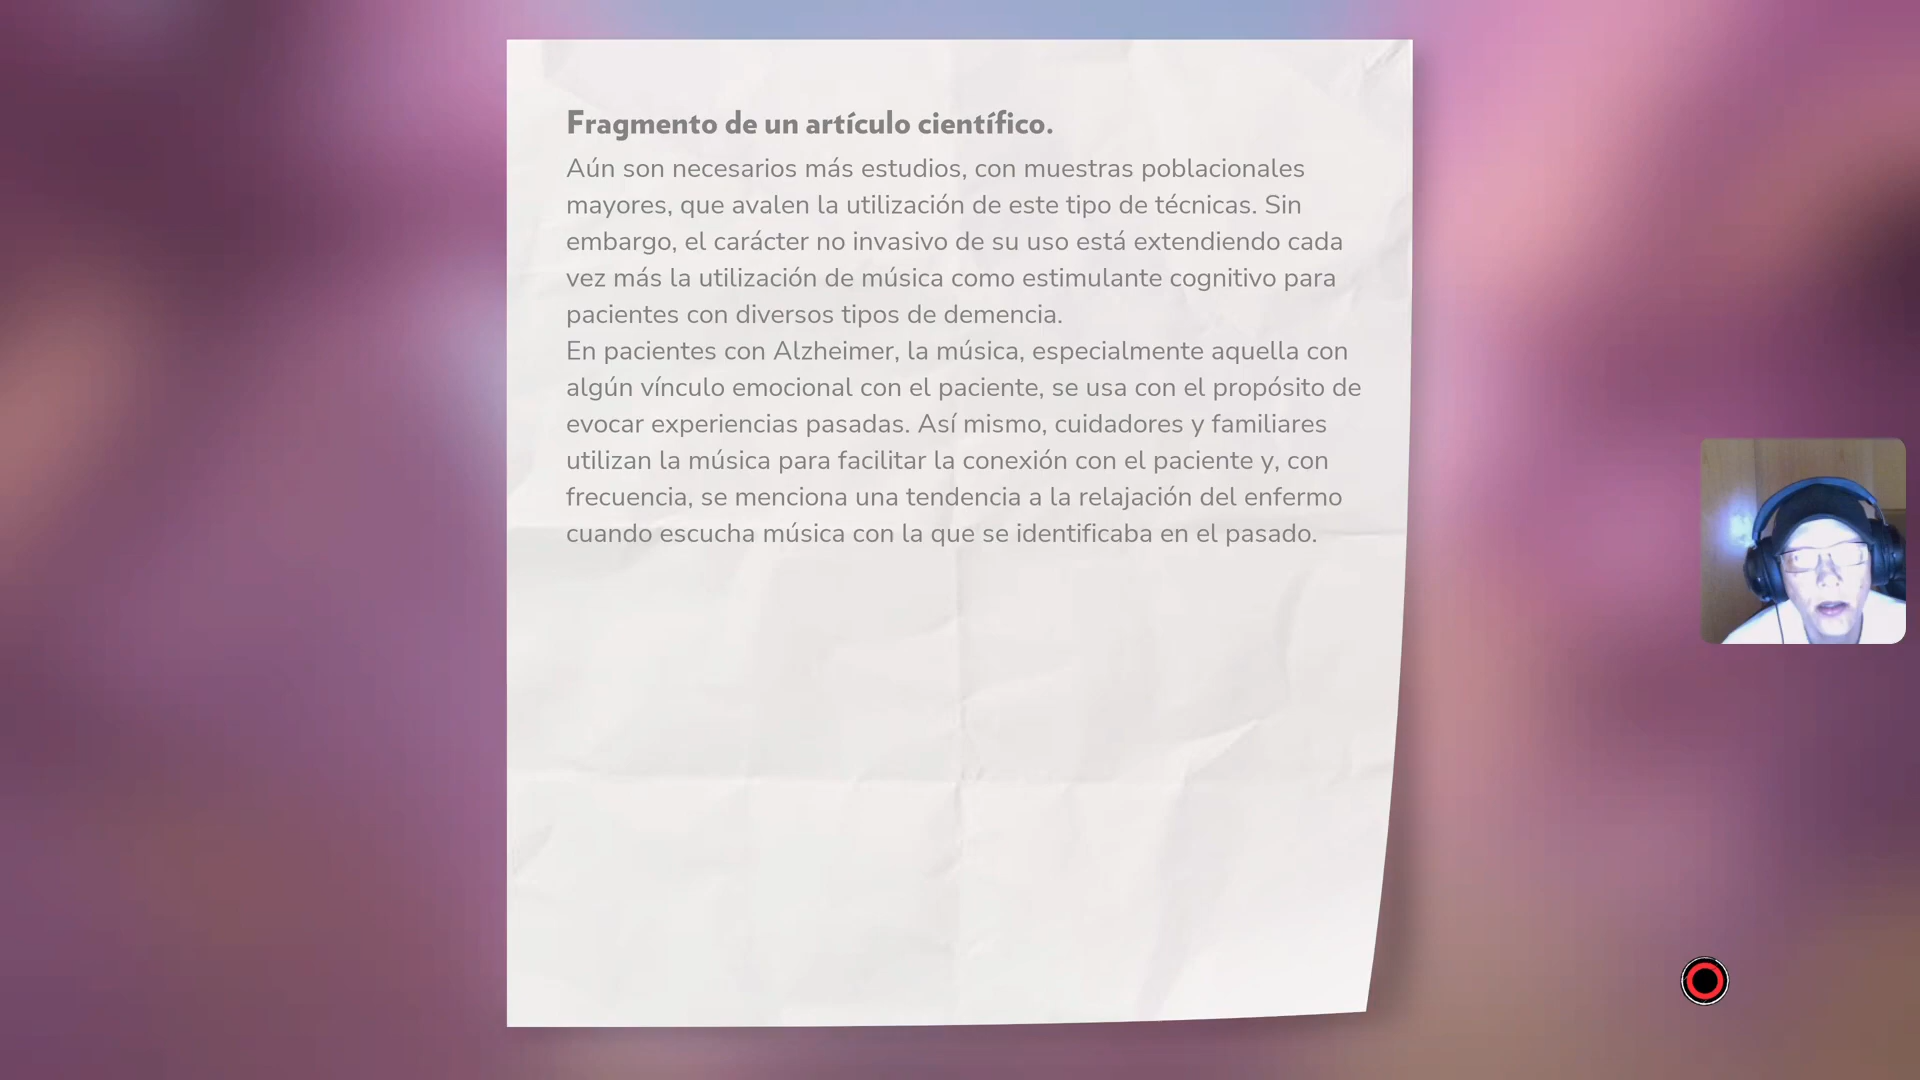 Fragmento de un artículo científico.
Aún son necesarios más estudios, con muestras poblacionales
mayores, que avalen la utilización de este tipo de técnicas. Sin
embargo, el carácter no invasivo de su uso está extendiendo cada
vez más la utilización de música como estimulante cognitivo para
pacientes con diversos tipos de demencia.
En pacientes con Alzheimer, la música, especialmente aquella con
algún vínculo emocional con el paciente, se usa con el propósito de
evocar experiencias pasadas. Así mismo, cuidadores y familiares
utilizan la música para facilitar la conexión con el paciente y, con
frecuencia, se menciona una tendencia a la relajación del enfermo
cuando escucha música con la que se identificaba en el pasado.